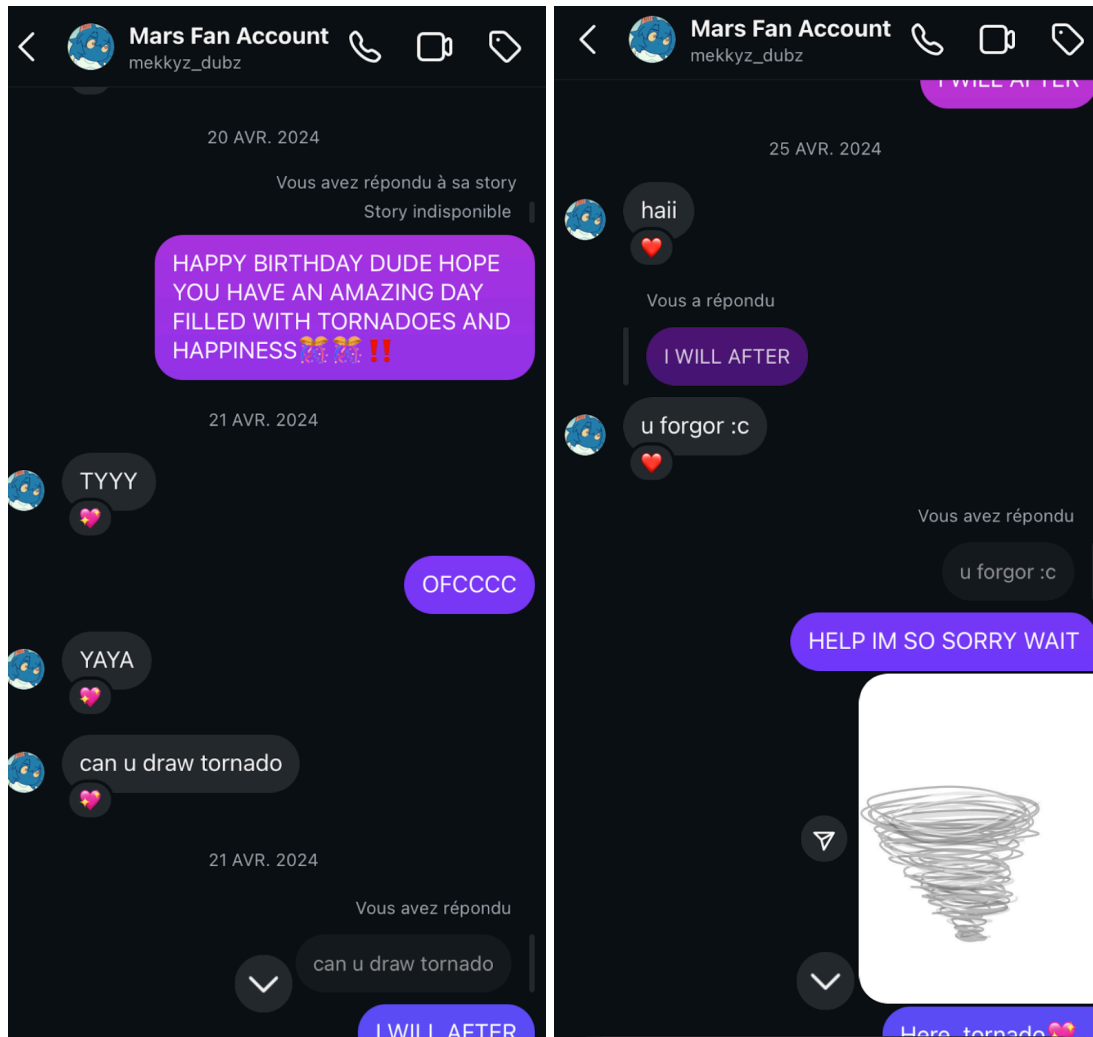 Mars Fan Account
mekkyz_dubz
20 AVR. 2024
Vous avez répondu à sa story
Story indisponible
HAPPY BIRTHDAY DUDE HOPE
YOU HAVE AN AMAZING DAY
FILLED WITH TORNADOES AND
HAPPINESS🎊🎊‼️
21 AVR. 2024
TYYY
OFCCCC
YAYA
can u draw tornado
21 AVR. 2024
Vous avez répondu
can u draw tornado
I WILL AFTER
Mars Fan Account
mekkyz_dubz
I WILL AFTER
25 AVR. 2024
haii
Vous a répondu
I WILL AFTER
u forgor :c
Vous avez répondu
u forgor :c
HELP IM SO SORRY WAIT
Here, tornado💖